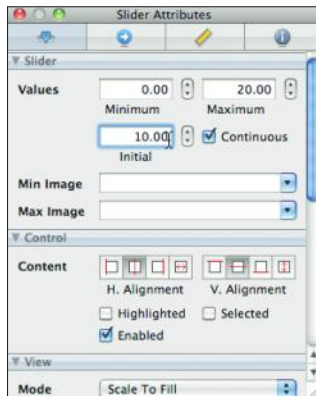 Slider Attributes
Slider
Values
0.00
20.00
Minimum
Maximum
10.00
Continuous
Initial
Min Image
Max Image
Control
Content
H. Alignment
V. Alignment
Highlighted
Selected
Enabled
View
Mode
Scale To Fill